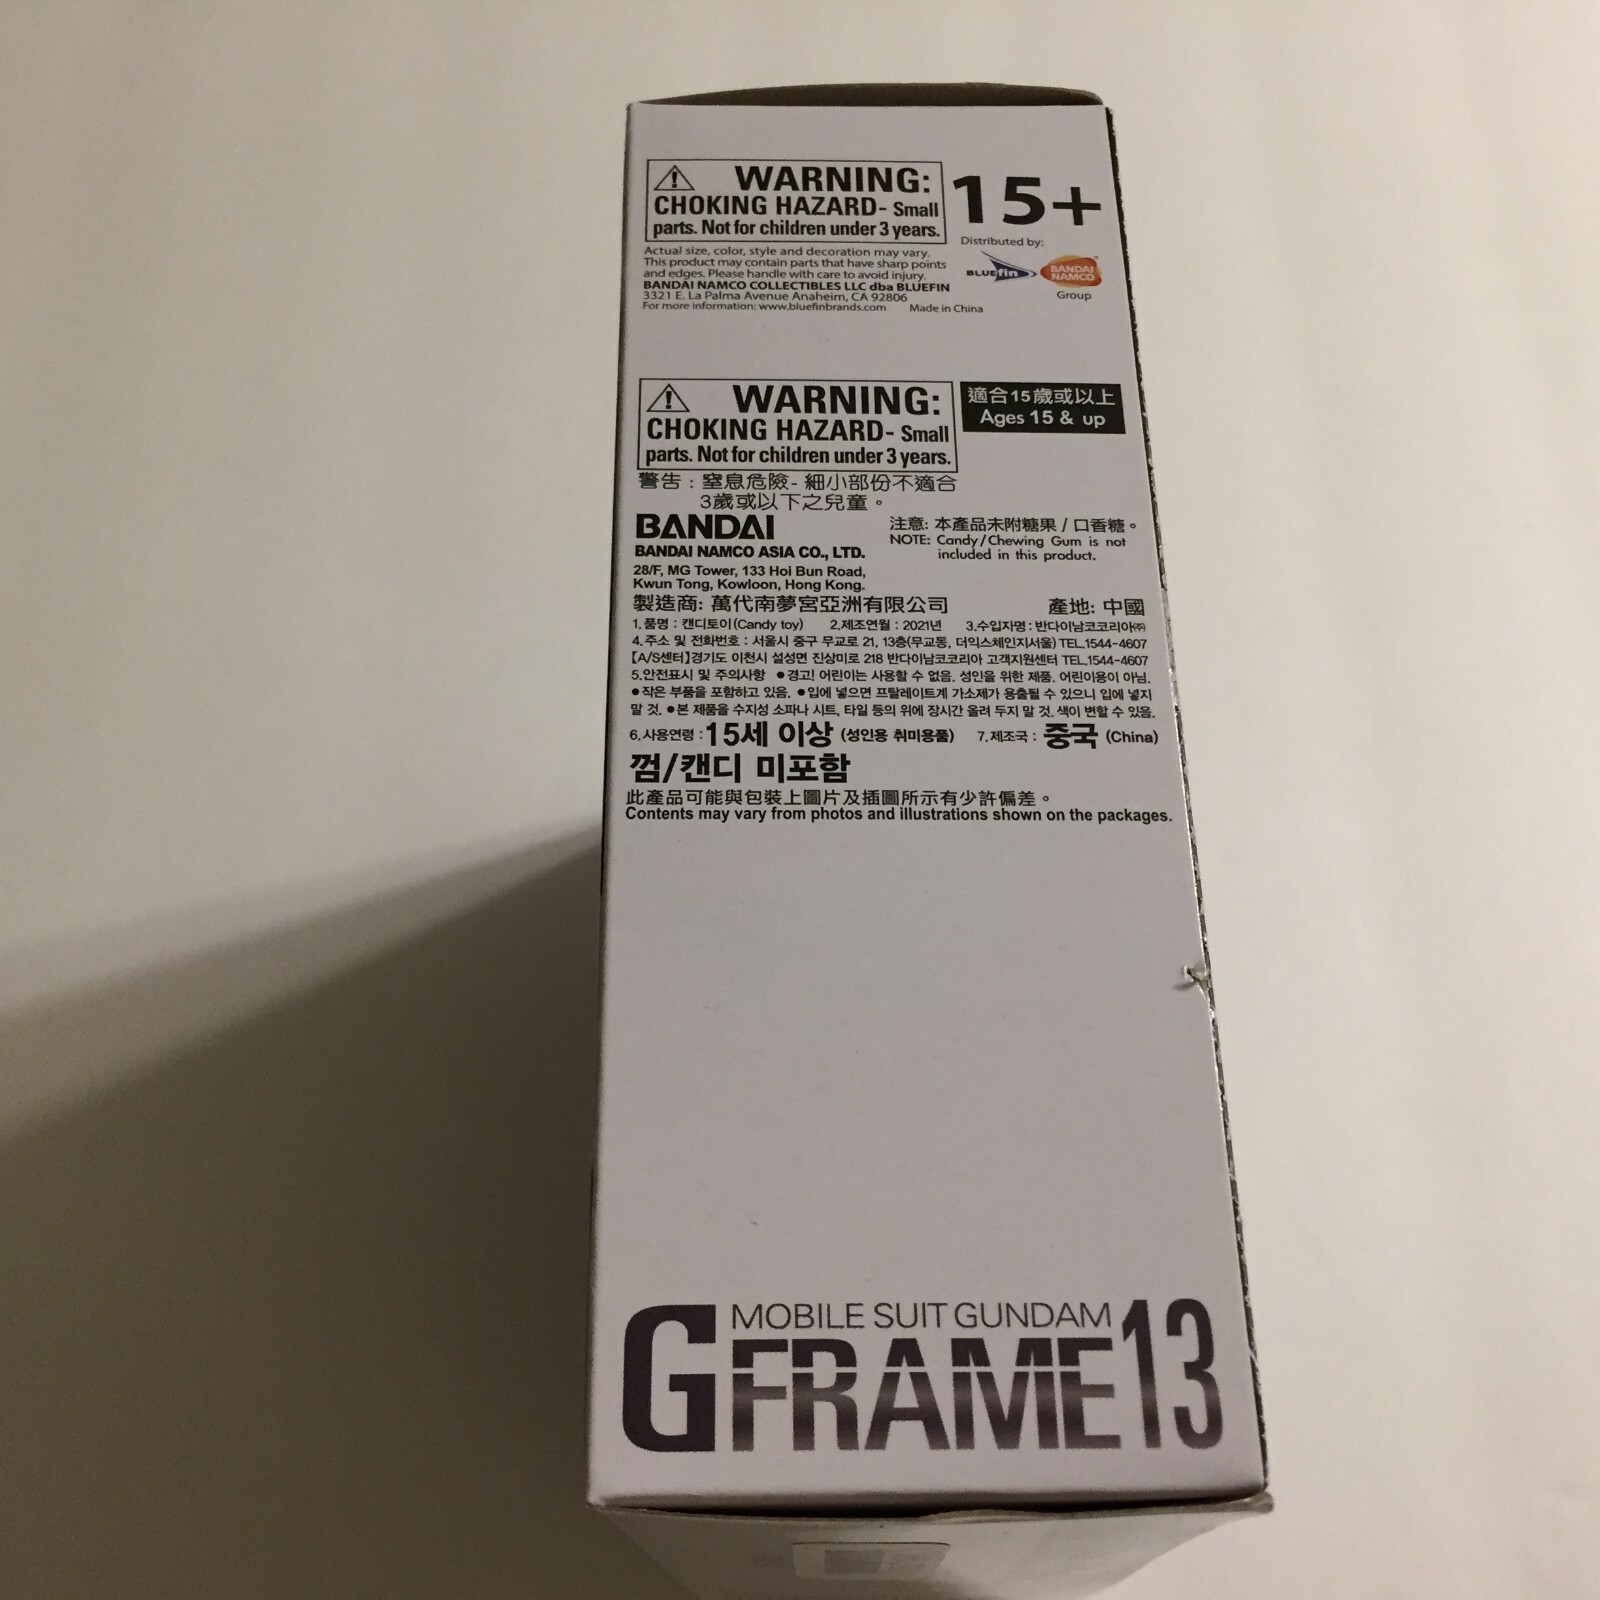 WARNING:
CHOKING HAZARD- Small
parts. Not for children under 3 years.
15+
Distributed by:
BLUEfin
BANDAI
NAMCO
Group
Actual size, color, style and decoration may vary.
This product may contain parts that have sharp points
and edges. Please handle with care to avoid injury.
BANDAI NAMCO COLLECTIBLES LLC dba BLUEFIN
3321 E. La Palma Avenue Anaheim, CA 92806
For more information: www.bluefinbrands.com Made in China
WARNING:
CHOKING HAZARD- Small
parts. Not for children under 3 years.
適合15歲或以上
Ages 15 & up
警告：窒息危險- 細小部份不適合
3歲或以下之兒童。
BANDAI
BANDAI NAMCO ASIA CO., LTD.
28/F, MG Tower, 133 Hoi Bun Road,
Kwun Tong, Kowloon, Hong Kong.
注意: 本產品未附糖果 / 口香糖。
NOTE: Candy/Chewing Gum is not
included in this product.
製造商: 萬代南夢宮亞洲有限公司 產地: 中國
1.품명 : 캔디토이(Candy toy) 2.제조연월 : 2021년 3.수입자명 : 반다이남코코리아㈜
4.주소 및 전화번호 : 서울시 중구 무교로 21, 13층(무교동, 더익스체인지서울) TEL.1544-4607
【A/S센터】경기도 이천시 설성면 진상미로 218 반다이남코코리아 고객지원센터 TEL.1544-4607
5.안전표시 및 주의사항 ●경고! 어린이는 사용할 수 없음. 성인을 위한 제품. 어린이용이 아님.
●작은 부품을 포함하고 있음. ●입에 넣으면 프탈레이트계 가소제가 용출될 수 있으니 입에 넣지
말 것. ●본 제품을 수지성 소파나 시트, 타일 등의 위에 장시간 올려 두지 말 것. 색이 변할 수 있음.
6.사용연령 : 15세 이상 (성인용 취미용품) 7.제조국 : 중국 (China)
껌/캔디 미포함
此產品可能與包裝上圖片及插圖所示有少許偏差。
Contents may vary from photos and illustrations shown on the packages.
MOBILE SUIT GUNDAM
GFRAME13